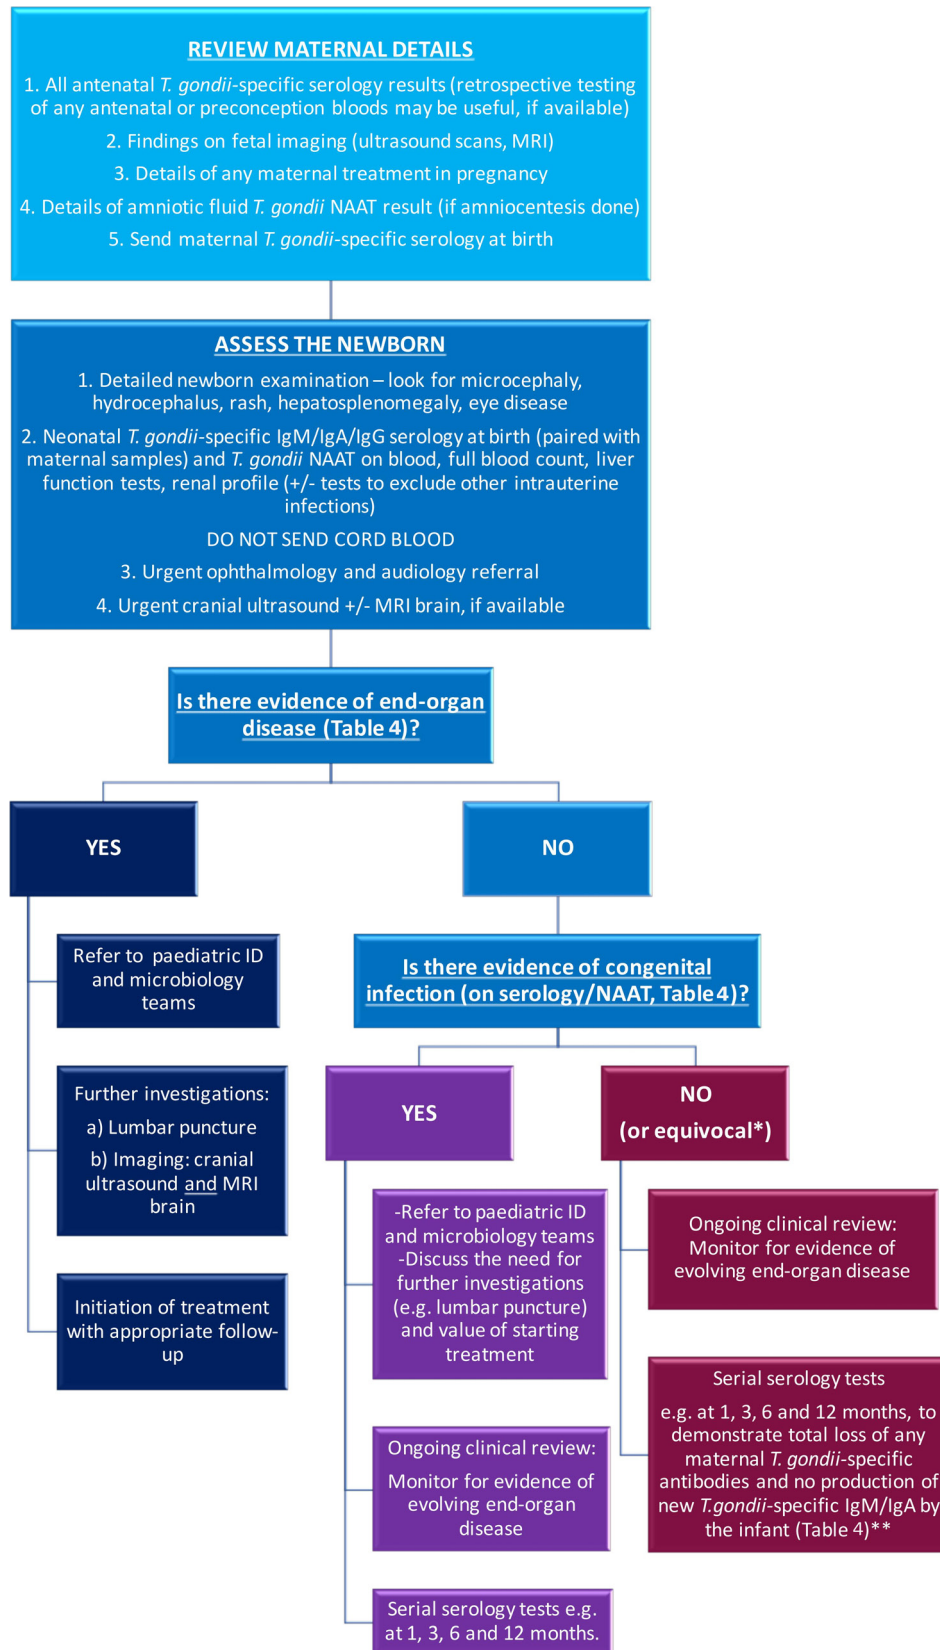 REVIEW MATERNAL DETAILS
1. All antenatal T. gondii-specific serology results (retrospective testing
of any antenatal or preconception bloods may be useful, if available)
2. Findings on fetal imaging (ultrasound scans, MRI)
3. Details of any maternal treatment in pregnancy
4. Details of amniotic fluid T. gondii NAAT result (if amniocentesis done)
5. Send maternal T. gondii-specific serology at birth
ASSESS THE NEWBORN
1. Detailed newborn examination – look for microcephaly,
hydrocephalus, rash, hepatosplenomegaly, eye disease
2. Neonatal T. gondii-specific IgM/IgA/IgG serology at birth (paired with
maternal samples) and T. gondii NAAT on blood, full blood count, liver
function tests, renal profile (+/- tests to exclude other intrauterine
infections)
DO NOT SEND CORD BLOOD
3. Urgent ophthalmology and audiology referral
4. Urgent cranial ultrasound +/- MRI brain, if available
Is there evidence of end-organ
disease (Table 4)?
YES
Refer to paediatric ID
and microbiology
teams
Further investigations:
a) Lumbar puncture
b) Imaging: cranial
ultrasound and MRI
brain
Initiation of treatment
with appropriate follow-
up
NO
Is there evidence of congenital
infection (on serology/NAAT, Table 4)?
YES
-Refer to paediatric ID
and microbiology teams
-Discuss the need for
further investigations
(e.g. lumbar puncture)
and value of starting
treatment
Ongoing clinical review:
Monitor for evidence of
evolving end-organ
disease
Serial serology tests e.g.
at 1, 3, 6 and 12 months.
NO
(or equivocal*)
Ongoing clinical review:
Monitor for evidence of
evolving end-organ disease
Serial serology tests
e.g. at 1, 3, 6 and 12 months, to
demonstrate total loss of any
maternal T. gondii-specific
antibodies and no production of
new T.gondii-specific IgM/IgA by
the infant (Table 4)**